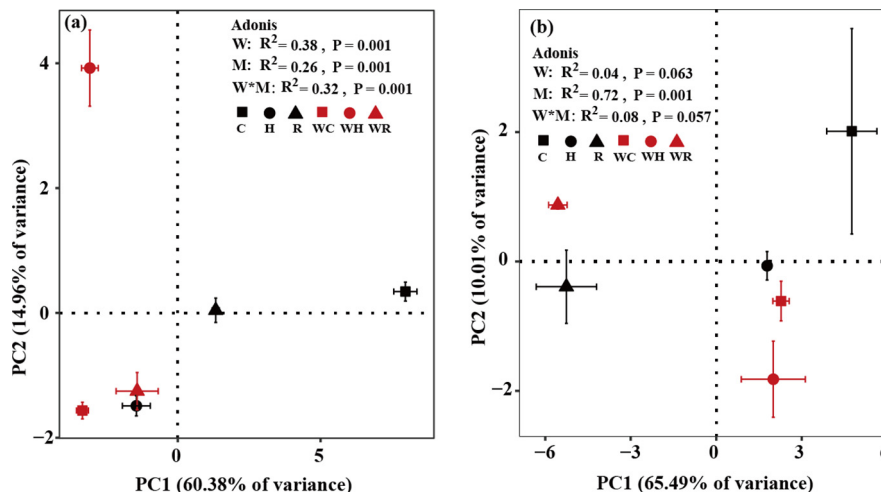 (a)
Adonis
W: R²= 0.38 , P = 0.001
M: R²= 0.26 , P = 0.001
W*M: R²= 0.32 , P = 0.001
C H R WC WH WR
4
2
0
−2
0 5
PC2 (14.96% of variance)
PC1 (60.38% of variance)
(b)
Adonis
W: R²= 0.04 , P = 0.063
M: R²= 0.72 , P = 0.001
W*M: R²= 0.08 , P = 0.057
C H R WC WH WR
2
0
−2
−6 −3 0 3
PC2 (10.01% of variance)
PC1 (65.49% of variance)